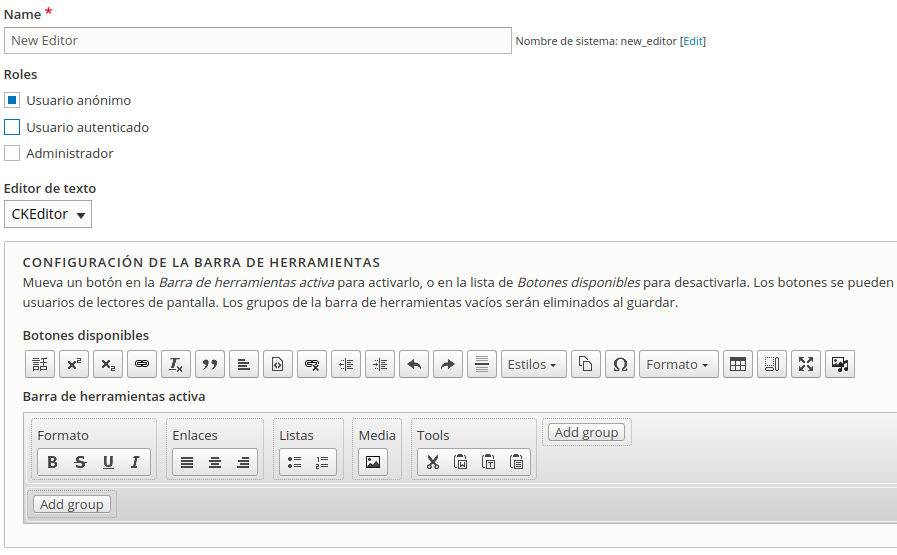 Name *
New Editor
Nombre de sistema: new_editor [Edit]
Roles
Usuario anónimo
Usuario autenticado
Administrador
Editor de texto
CKEditor
CONFIGURACIÓN DE LA BARRA DE HERRAMIENTAS
Mueva un botón en la Barra de herramientas activa para activarlo, o en la lista de Botones disponibles para desactivarla. Los botones se pueden
usuarios de lectores de pantalla. Los grupos de la barra de herramientas vacíos serán eliminados al guardar.
Botones disponibles
Estilos
Formato
Barra de herramientas activa
Formato Enlaces Listas Media Tools Add group
B S U I
Add group